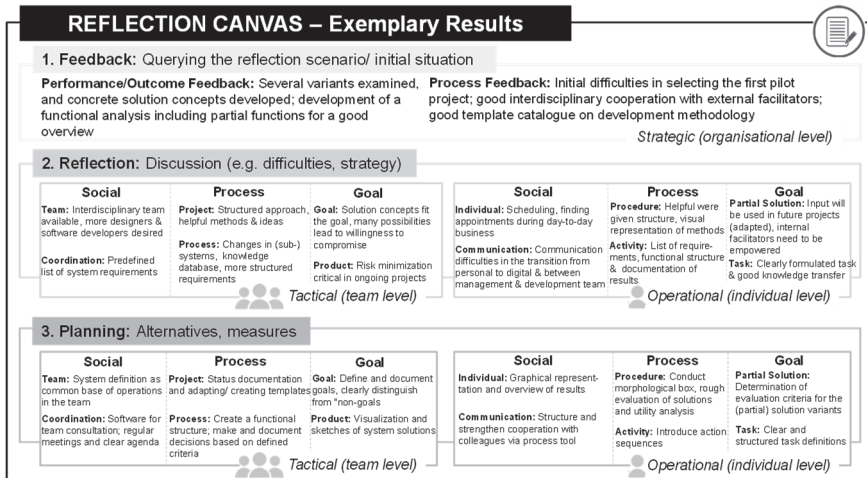 REFLECTION CANVAS – Exemplary Results
1. Feedback: Querying the reflection scenario/ initial situation
Performance/Outcome Feedback: Several variants examined,
and concrete solution concepts developed; development of a
functional analysis including partial functions for a good
overview
Process Feedback: Initial difficulties in selecting the first pilot
project; good interdisciplinary cooperation with external facilitators;
good template catalogue on development methodology
Strategic (organisational level)
2. Reflection: Discussion (e.g. difficulties, strategy)
Social
Team: Interdisciplinary team
available, more designers &
software developers desired
Coordination: Predefined
list of system requirements
Process
Project: Structured approach,
helpful methods & ideas
Process: Changes in (sub-)
systems, knowledge
database, more structured
requirements
Goal
Goal: Solution concepts fit
the goal, many possibilities
lead to willingness to
compromise
Product: Risk minimization
critical in ongoing projects
Tactical (team level)
Social
Individual: Scheduling, finding
appointments during day-to-day
business
Communication: Communication
difficulties in the transition from
personal to digital & between
management & development team
Process
Procedure: Helpful were
given structure, visual
representation of methods
Activity: List of require-
ments, functional structure
& documentation of
results
Goal
Partial Solution: Input will
be used in future projects
(adapted), internal
facilitators need to be
empowered
Task: Clearly formulated task
& good knowledge transfer
Operational (individual level)
3. Planning: Alternatives, measures
Social
Team: System definition as
common base of operations
in the team
Coordination: Software for
team consultation; regular
meetings and clear agenda
Process
Project: Status documentation
and adapting/ creating templates
Process: Create a functional
structure; make and document
decisions based on defined
criteria
Goal
Goal: Define and document
goals, clearly distinguish
from "non-goals
Product: Visualization and
sketches of system solutions
Tactical (team level)
Social
Individual: Graphical represent-
tation and overview of results
Communication: Structure and
strengthen cooperation with
colleagues via process tool
Process
Procedure: Conduct
morphological box, rough
evaluation of solutions
and utility analysis
Activity: Introduce action
sequences
Goal
Partial Solution:
Determination of
evaluation criteria for the
(partial) solution variants
Task: Clear and
structured task definitions
Operational (individual level)